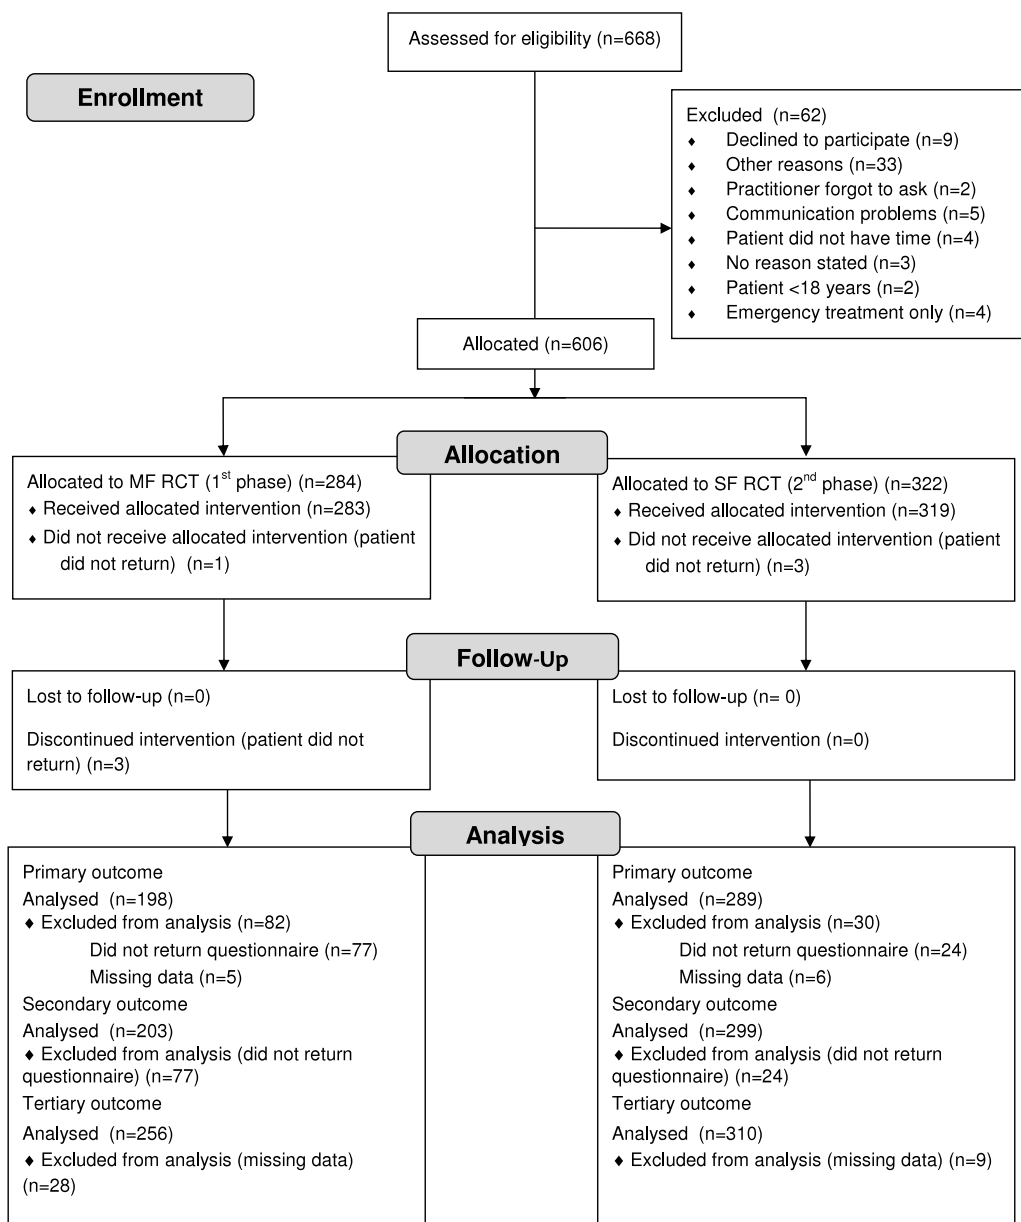 Assessed for eligibility (n=668)
Enrollment
Excluded (n=62)
♦ Declined to participate (n=9)
♦ Other reasons (n=33)
♦ Practitioner forgot to ask (n=2)
♦ Communication problems (n=5)
♦ Patient did not have time (n=4)
♦ No reason stated (n=3)
♦ Patient <18 years (n=2)
♦ Emergency treatment only (n=4)
Allocated (n=606)
Allocation
Allocated to MF RCT (1st phase) (n=284)
♦ Received allocated intervention (n=283)
♦ Did not receive allocated intervention (patient
did not return) (n=1)
Allocated to SF RCT (2nd phase) (n=322)
♦ Received allocated intervention (n=319)
♦ Did not receive allocated intervention (patient
did not return) (n=3)
Follow-Up
Lost to follow-up (n=0)
Discontinued intervention (patient did not
return) (n=3)
Lost to follow-up (n= 0)
Discontinued intervention (n=0)
Analysis
Primary outcome
Analysed (n=198)
♦ Excluded from analysis (n=82)
Did not return questionnaire (n=77)
Missing data (n=5)
Secondary outcome
Analysed (n=203)
♦ Excluded from analysis (did not return
questionnaire) (n=77)
Tertiary outcome
Analysed (n=256)
♦ Excluded from analysis (missing data)
(n=28)
Primary outcome
Analysed (n=289)
♦ Excluded from analysis (n=30)
Did not return questionnaire (n=24)
Missing data (n=6)
Secondary outcome
Analysed (n=299)
♦ Excluded from analysis (did not return
questionnaire) (n=24)
Tertiary outcome
Analysed (n=310)
♦ Excluded from analysis (missing data) (n=9)